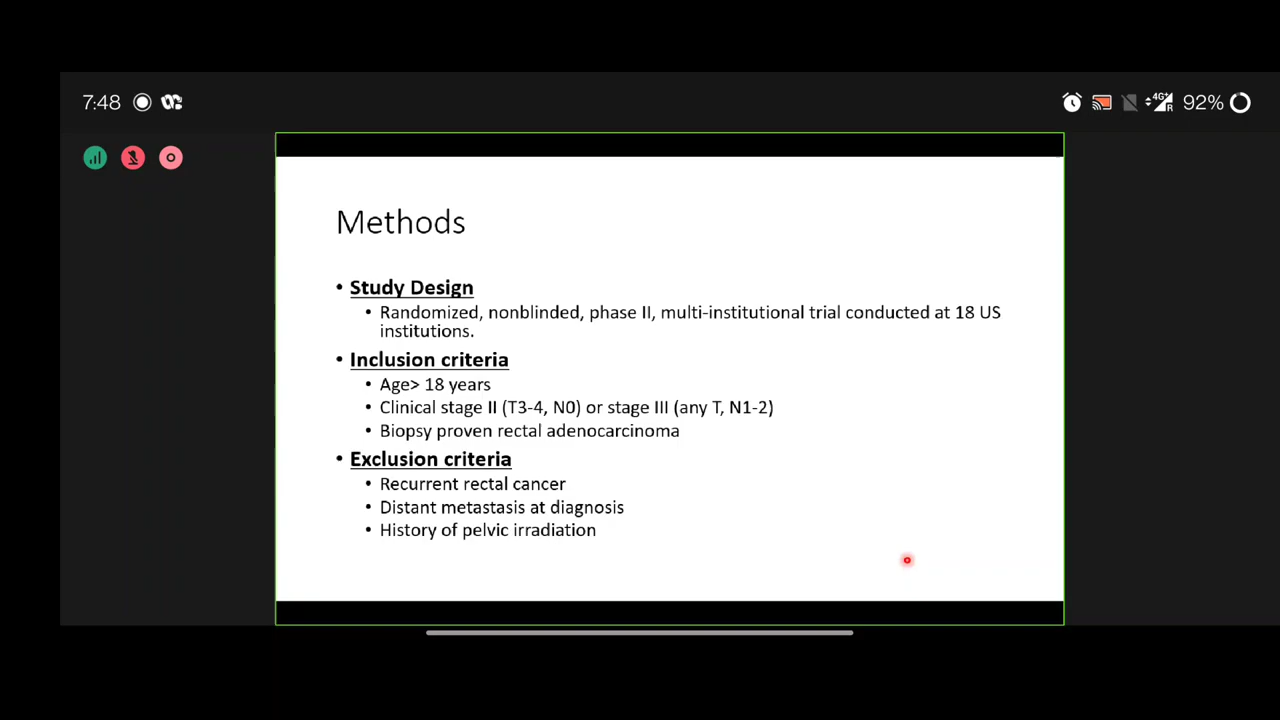 7:48
4G+
R
92%
Methods
• Study Design
• Randomized, nonblinded, phase II, multi-institutional trial conducted at 18 US
institutions.
• Inclusion criteria
• Age> 18 years
• Clinical stage II (T3-4, N0) or stage III (any T, N1-2)
• Biopsy proven rectal adenocarcinoma
• Exclusion criteria
• Recurrent rectal cancer
• Distant metastasis at diagnosis
• History of pelvic irradiation